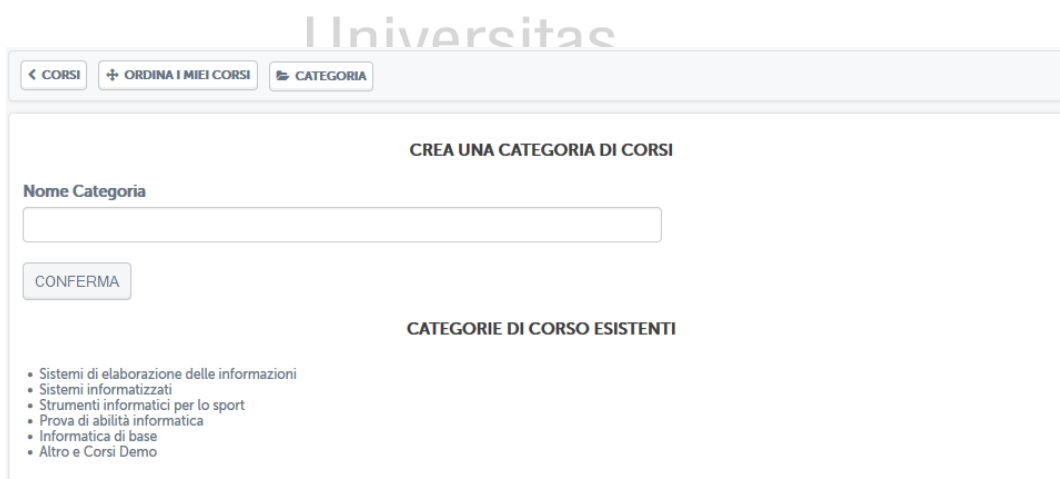 Universitas
CORSI ORDINA I MIEI CORSI CATEGORIA
CREA UNA CATEGORIA DI CORSI
Nome Categoria
CONFERMA
CATEGORIE DI CORSO ESISTENTI
• Sistemi di elaborazione delle informazioni
• Sistemi informatizzati
• Strumenti informatici per lo sport
• Prova di abilità informatica
• Informatica di base
• Altro e Corsi Demo